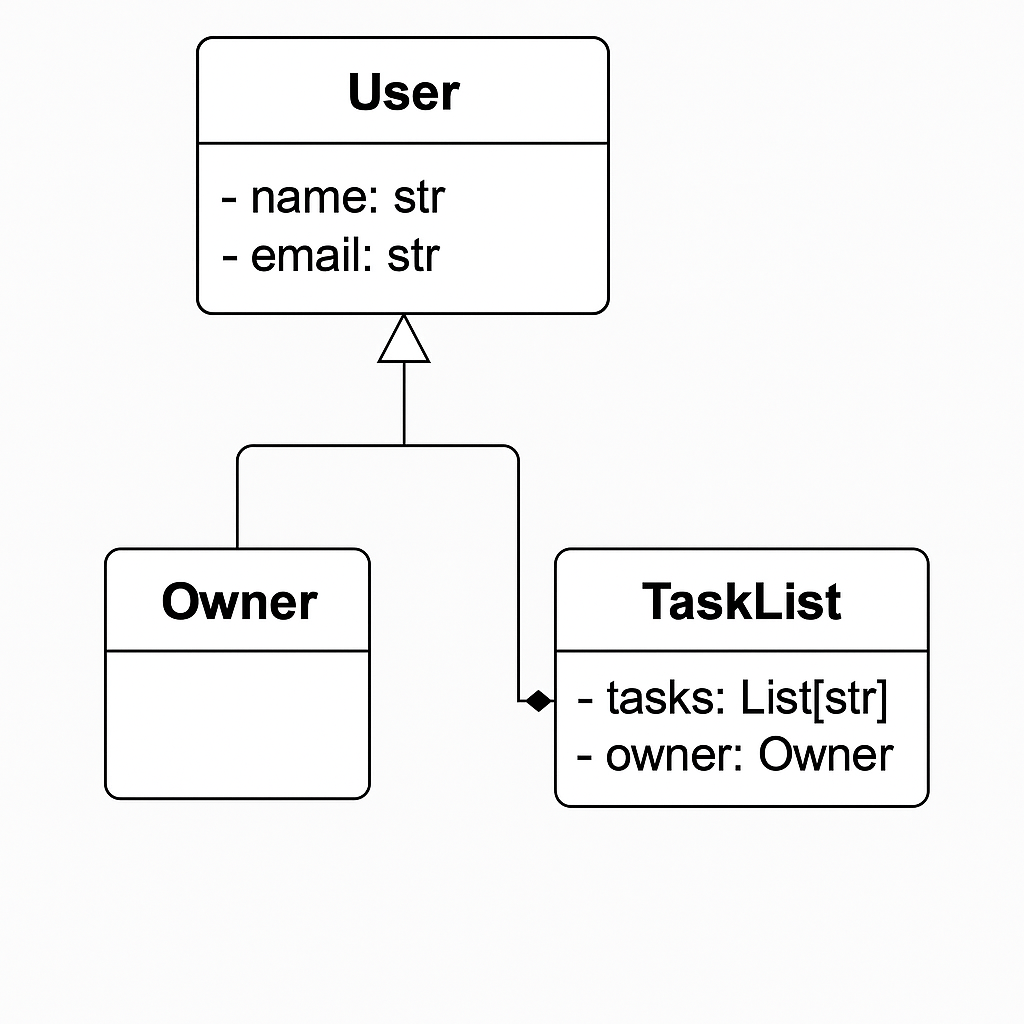 User
- name: str
- email: str
Owner
TaskList
- tasks: List[str]
- owner: Owner